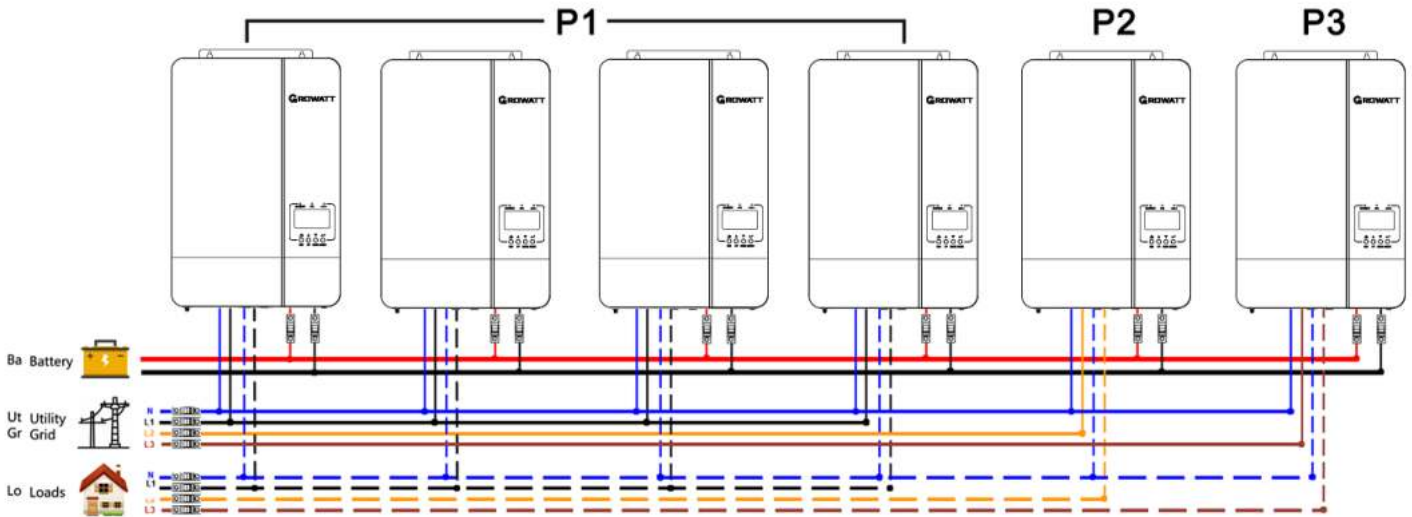 P1 P2 P3
GROWATT GROWATT GROWATT GROWATT GROWATT GROWATT
Ba Battery
Ut Utility
Gr Grid
N
L1
L2
L3
Lo Loads
N
L1
L3